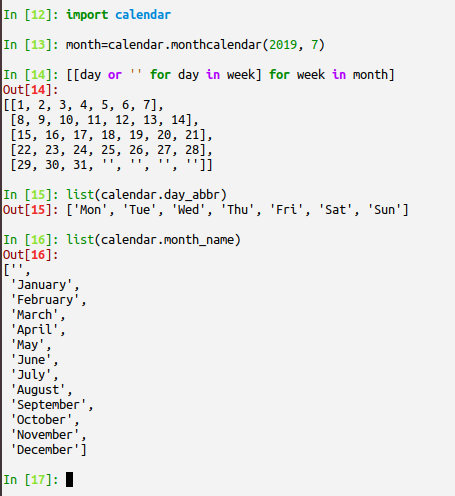 In [12]: import calendar
In [13]: month=calendar.monthcalendar(2019, 7)
In [14]: [[day or '' for day in week] for week in month]
Out[14]:
[[1, 2, 3, 4, 5, 6, 7],
 [8, 9, 10, 11, 12, 13, 14],
 [15, 16, 17, 18, 19, 20, 21],
 [22, 23, 24, 25, 26, 27, 28],
 [29, 30, 31, '', '', '', '']]
In [15]: list(calendar.day_abbr)
Out[15]: ['Mon', 'Tue', 'Wed', 'Thu', 'Fri', 'Sat', 'Sun']
In [16]: list(calendar.month_name)
Out[16]:
['',
 'January',
 'February',
 'March',
 'April',
 'May',
 'June',
 'July',
 'August',
 'September',
 'October',
 'November',
 'December']
In [17]: